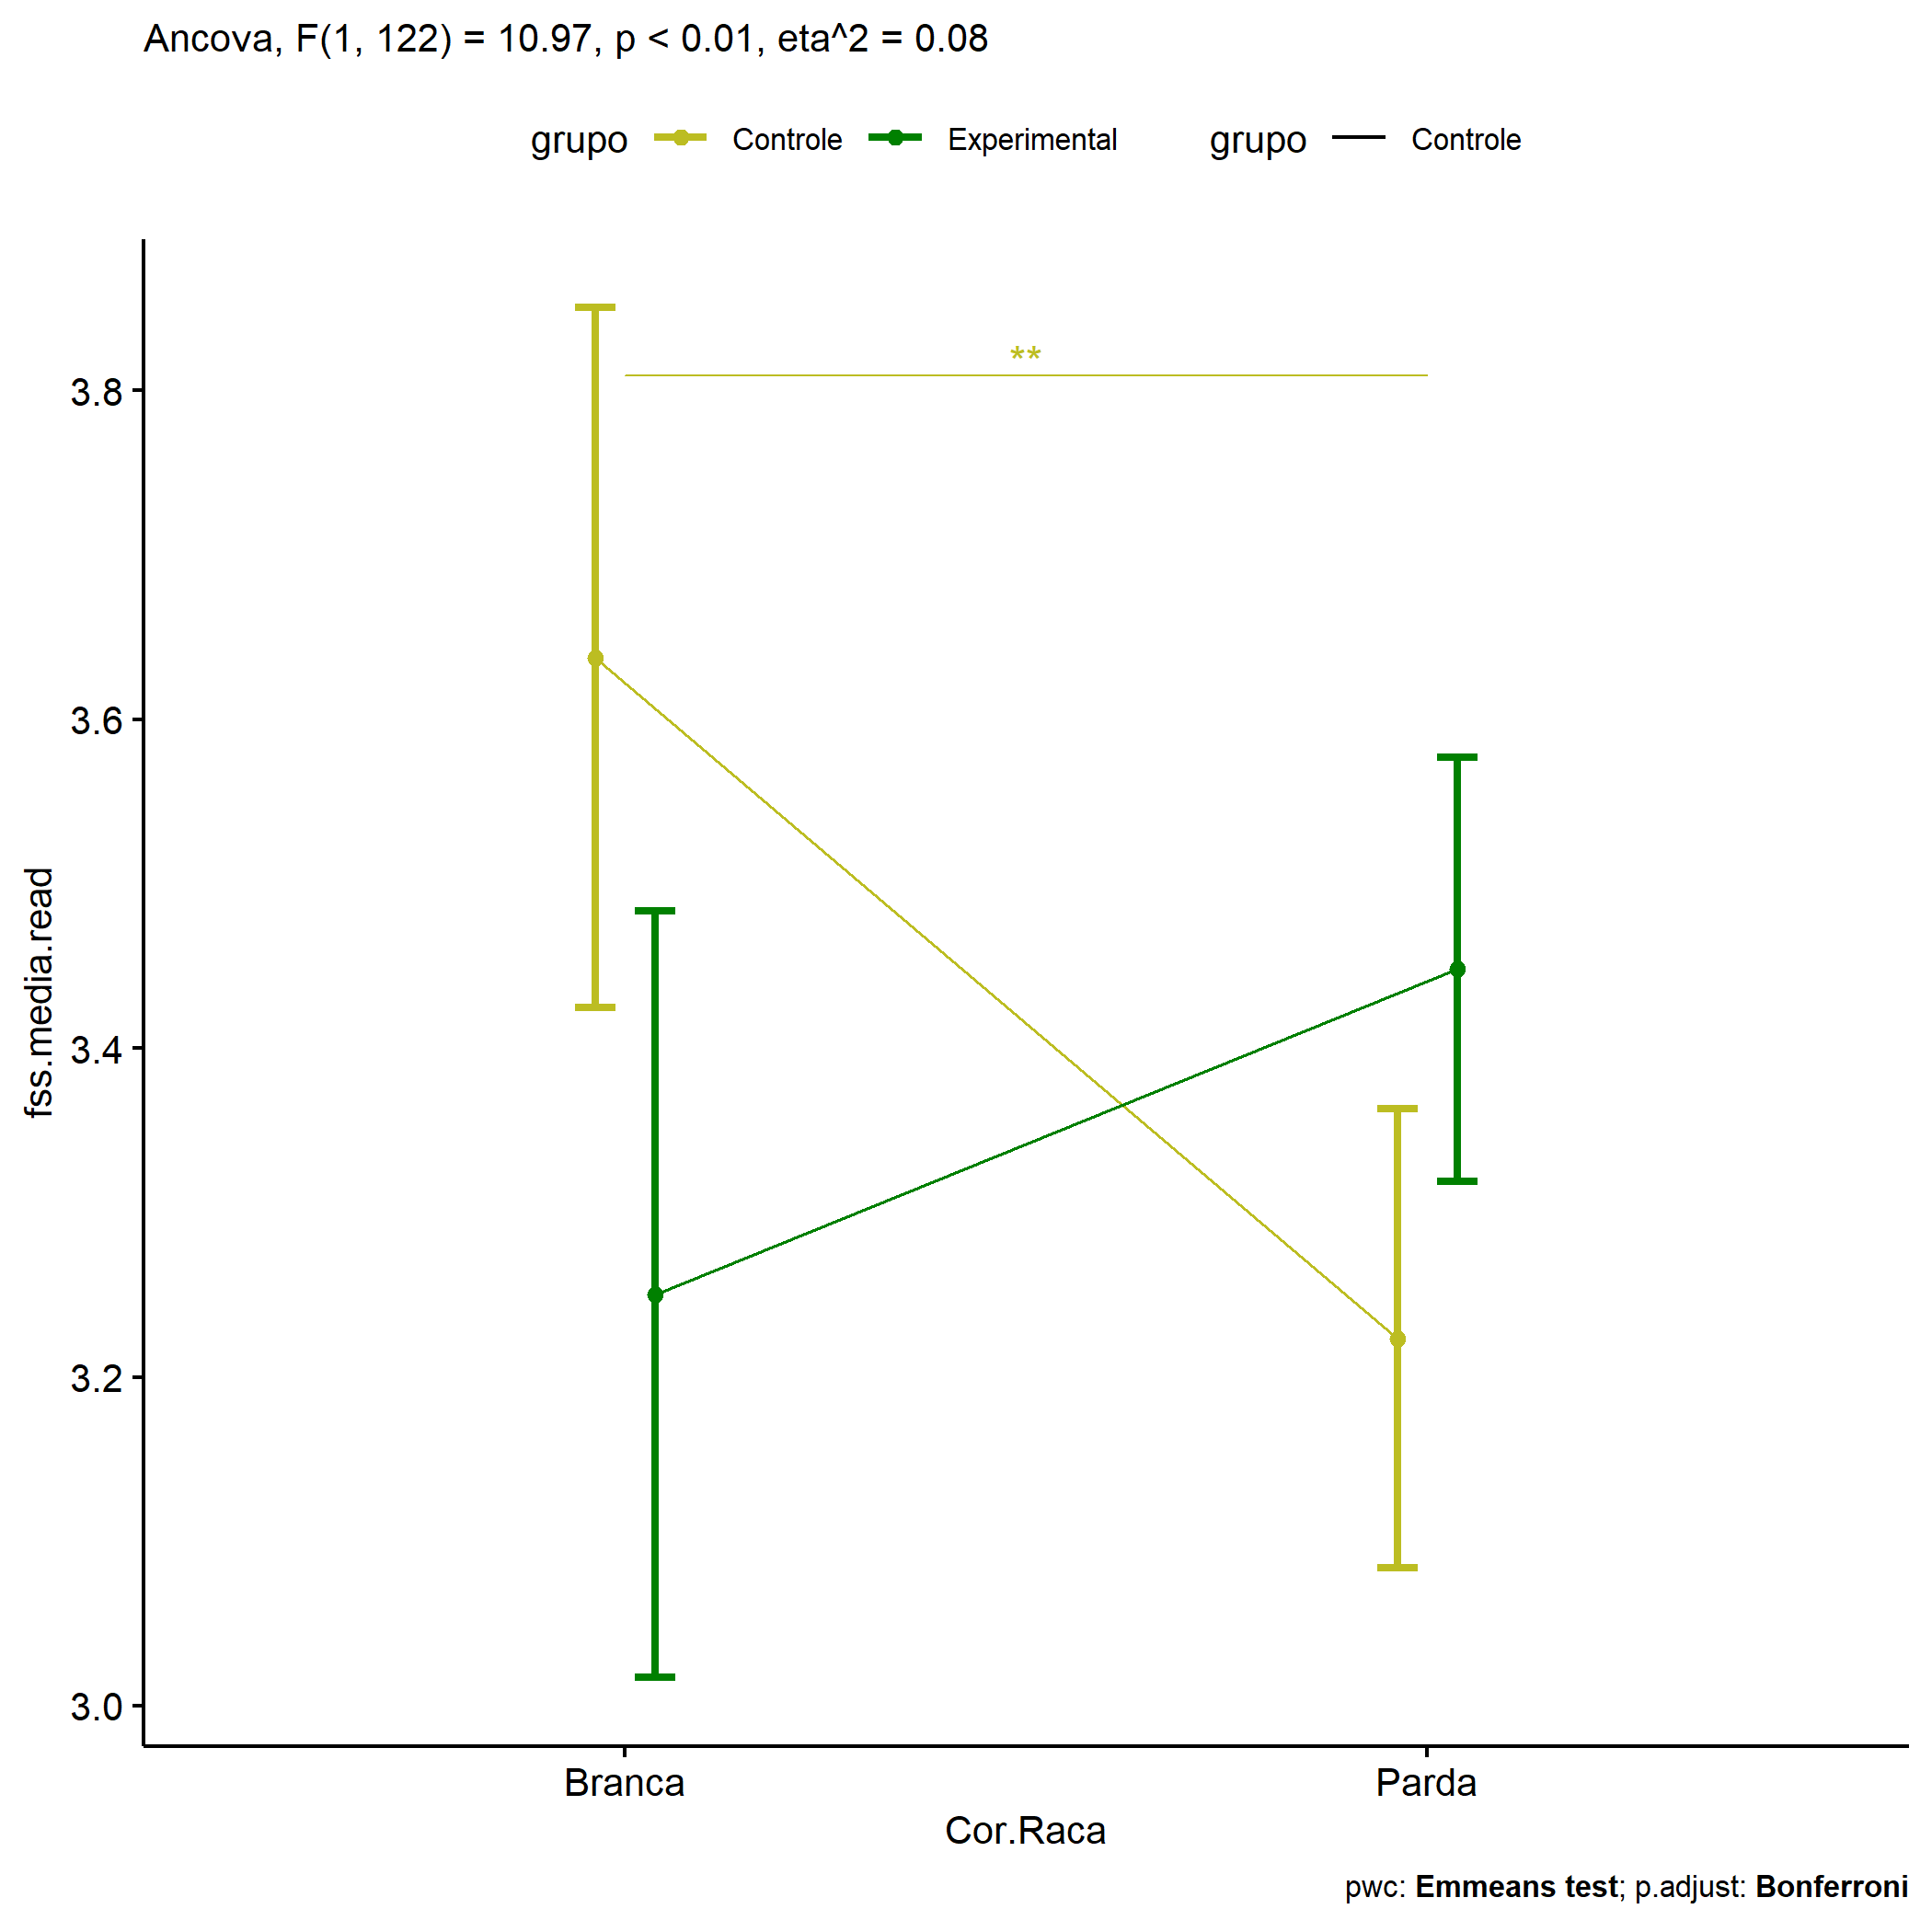 Ancova, F(1, 122) = 10.97, p < 0.01, eta^2 = 0.08
grupo Controle Experimental grupo Controle
**
3.8
3.6
3.4
3.2
3.0
fss.media.read
Branca Parda
Cor.Raca
pwc: Emmeans test; p.adjust: Bonferroni